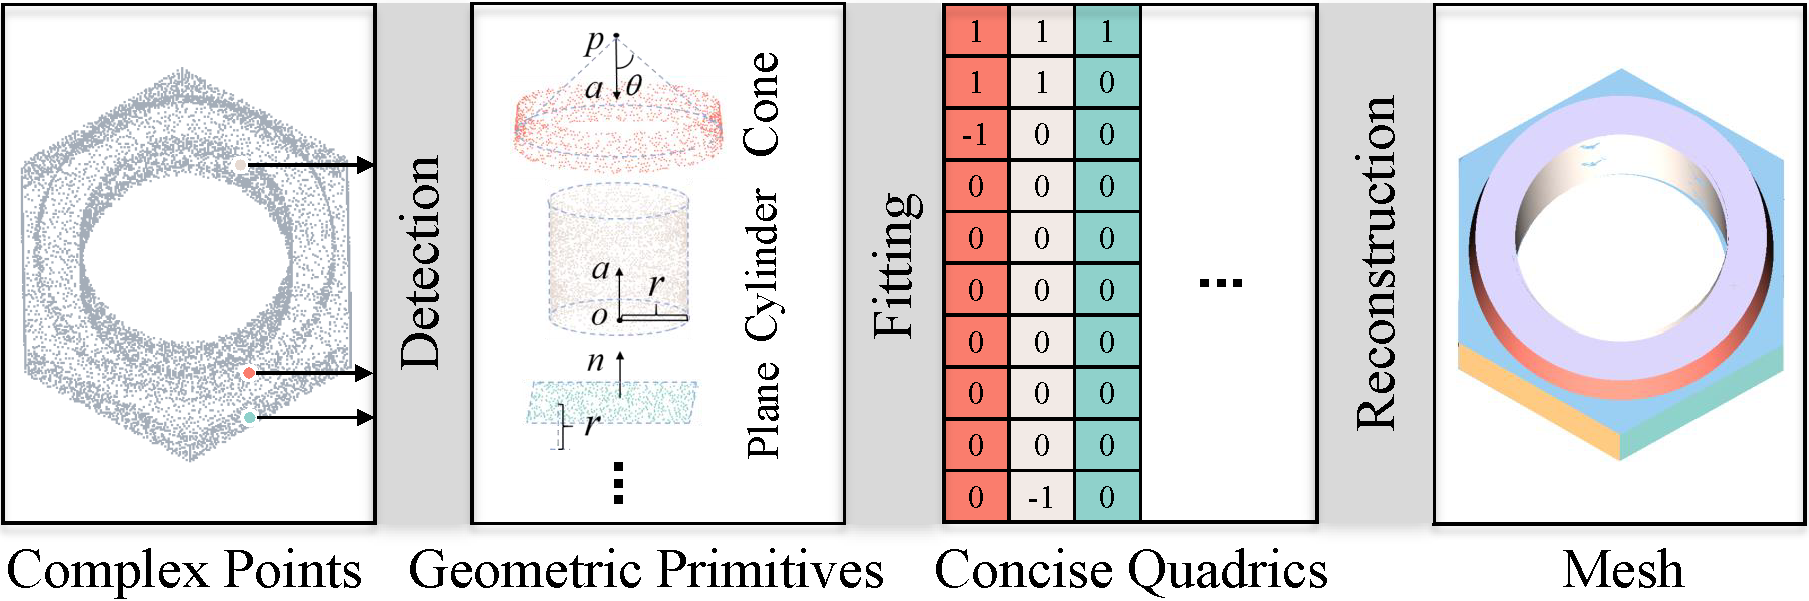 Detection
p
a θ
Cone
a
r
o
Cylinder
n
r
Plane
Fitting
1 1 1
1 1 0
-1 0 0
0 0 0
0 0 0
0 0 0
0 0 0
0 0 0
0 0 0
0 -1 0
...
Reconstruction
Complex Points
Geometric Primitives
Concise Quadrics
Mesh